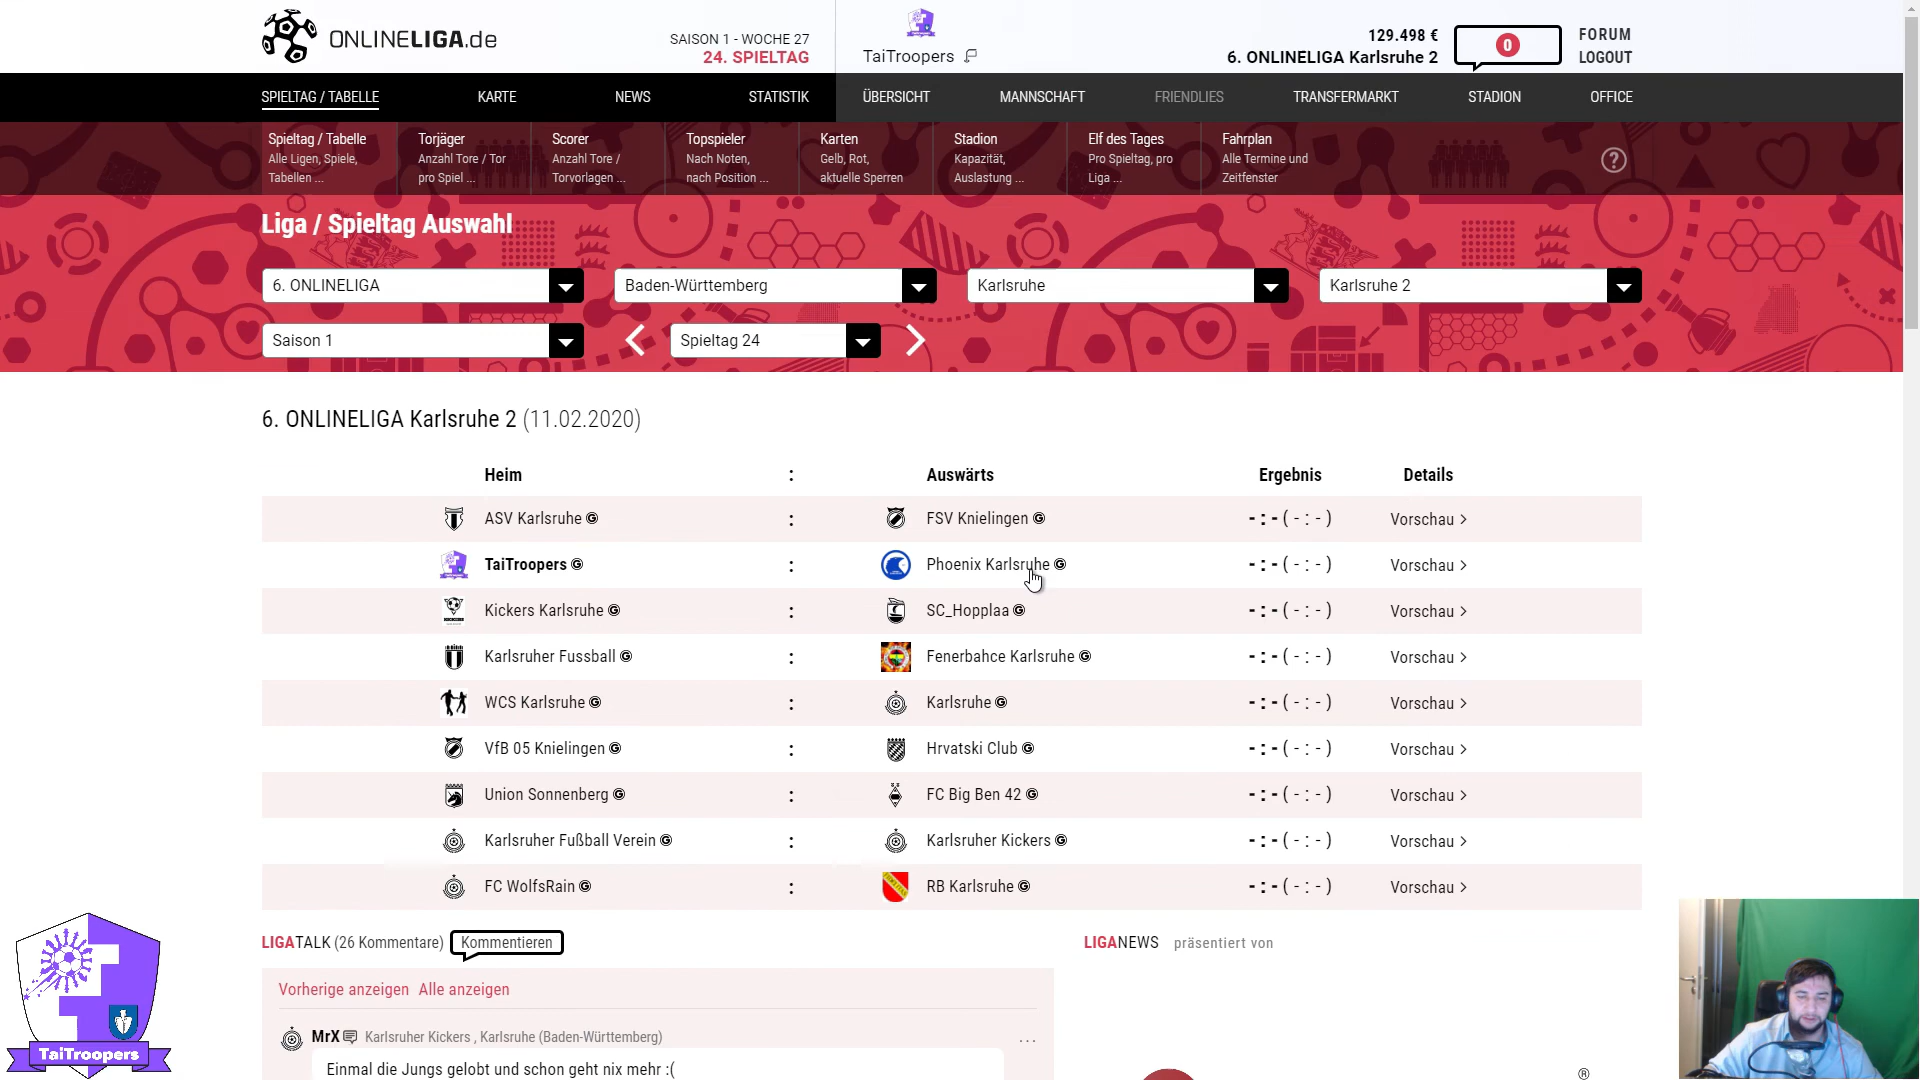 ONLINELIGA.de
SAISON 1 - WOCHE 27
24. SPIELTAG
TaiTroopers
129.498 €
6. ONLINELIGA Karlsruhe 2
0
FORUM
LOGOUT
SPIELTAG / TABELLE
KARTE
NEWS
STATISTIK
ÜBERSICHT
MANNSCHAFT
FRIENDLIES
TRANSFERMARKT
STADION
OFFICE
Spieltag / Tabelle
Alle Ligen, Spiele,
Tabellen ...
Torjäger
Anzahl Tore / Tor
pro Spiel ...
Scorer
Anzahl Tore /
Torvorlagen ...
Topspieler
Nach Noten,
nach Position ...
Karten
Gelb, Rot,
aktuelle Sperren
Stadion
Kapazität,
Auslastung ...
Elf des Tages
Pro Spieltag, pro
Liga ...
Fahrplan
Alle Termine und
Zeitfenster
?
Liga / Spieltag Auswahl
6. ONLINELIGA
Baden-Württemberg
Karlsruhe
Karlsruhe 2
Saison 1
Spieltag 24
6. ONLINELIGA Karlsruhe 2 (11.02.2020)
Heim : Auswärts Ergebnis Details
ASV Karlsruhe G : FSV Knielingen G - : - ( - : - ) Vorschau >
TaiTroopers G : Phoenix Karlsruhe G - : - ( - : - ) Vorschau >
Kickers Karlsruhe G : SC_Hopplaa G - : - ( - : - ) Vorschau >
Karlsruher Fussball G : Fenerbahce Karlsruhe G - : - ( - : - ) Vorschau >
WCS Karlsruhe G : Karlsruhe G - : - ( - : - ) Vorschau >
VfB 05 Knielingen G : Hrvatski Club G - : - ( - : - ) Vorschau >
Union Sonnenberg G : FC Big Ben 42 G - : - ( - : - ) Vorschau >
Karlsruher Fußball Verein G : Karlsruher Kickers G - : - ( - : - ) Vorschau >
FC WolfsRain G : RB Karlsruhe G - : - ( - : - ) Vorschau >
LIGATALK (26 Kommentare) Kommentieren
LIGANEWS präsentiert von
Vorherige anzeigen Alle anzeigen
MrX Karlsruher Kickers , Karlsruhe (Baden-Württemberg) ...
Einmal die Jungs gelobt und schon geht nix mehr :(
®
TaiTroopers